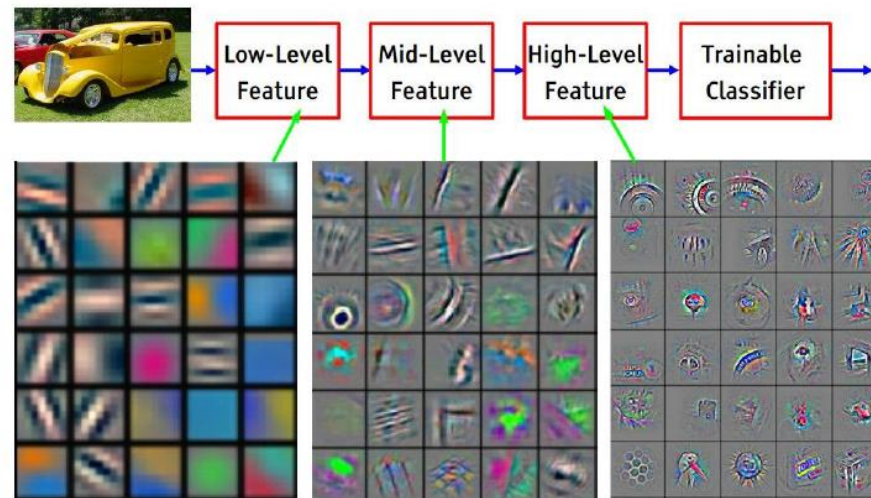 Low-Level
Feature
Mid-Level
Feature
High-Level
Feature
Trainable
Classifier